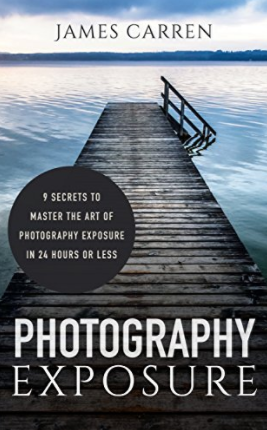 JAMES CARREN
9 SECRETS TO
MASTER THE ART OF
PHOTOGRAPHY EXPOSURE
IN 24 HOURS OR LESS
PHOTOGRAPHY
EXPOSURE